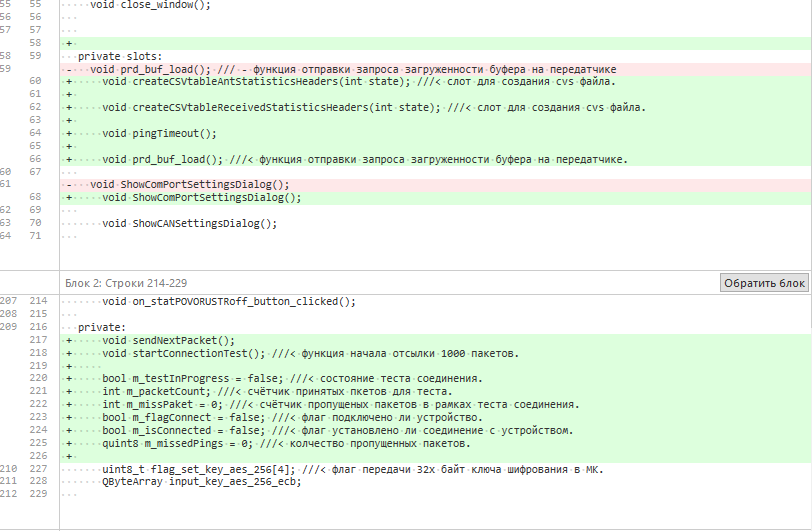 55 55 void close_window();
56 56
57 57
58 +
58 59 private slots:
59 - void prd_buf_load(); /// - функция отправки запроса загруженности буфера на передатчике
60 + void createCSVtableAntStatisticsHeaders(int state); ///< слот для создания cvs файла.
61 +
62 + void createCSVtableReceivedStatisticsHeaders(int state); ///< слот для создания cvs файла.
63 +
64 + void pingTimeout();
65 +
66 + void prd_buf_load(); ///< функция отправки запроса загруженности буфера на передатчике.
60 67
61 - void ShowComPortSettingsDialog();
68 + void ShowComPortSettingsDialog();
62 69
63 70 void ShowCANSettingsDialog();
64 71
Блок 2: Строки 214-229 Обратить блок
207 214 void on_statPOVORUSTRoff_button_clicked();
208 215
209 216 private:
217 + void sendNextPacket();
218 + void startConnectionTest(); ///< функция начала отсылки 1000 пакетов.
219 +
220 + bool m_testInProgress = false; ///< состояние теста соединения.
221 + int m_packetCount; ///< счётчик принятых пкетов для теста.
222 + int m_missPaket = 0; ///< счётчик пропущеных пакетов в рамках теста соединения.
223 + bool m_flagConnect = false; ///< флаг подключено ли устройство.
224 + bool m_isConnected = false; ///< флаг установлено ли соединение с устройством.
225 + quint8 m_missedPings = 0; ///< колчество пропущенных пакетов.
226 +
210 227 uint8_t flag_set_key_aes_256[4]; ///< флаг передачи 32х байт ключа шифрования в МК.
211 228 QByteArray input_key_aes_256_ecb;
212 229